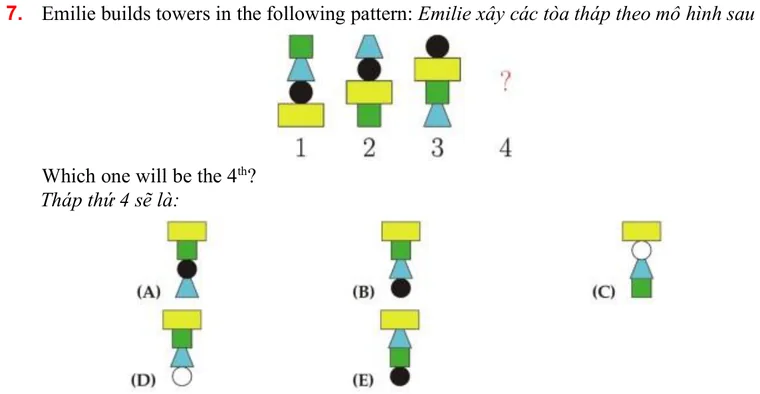 7. Emilie builds towers in the following pattern: Emilie xây các tòa tháp theo mô hình sau
?
1 2 3 4
Which one will be the 4th?
Tháp thứ 4 sẽ là:
(A) (B) (C)
(D) (E)